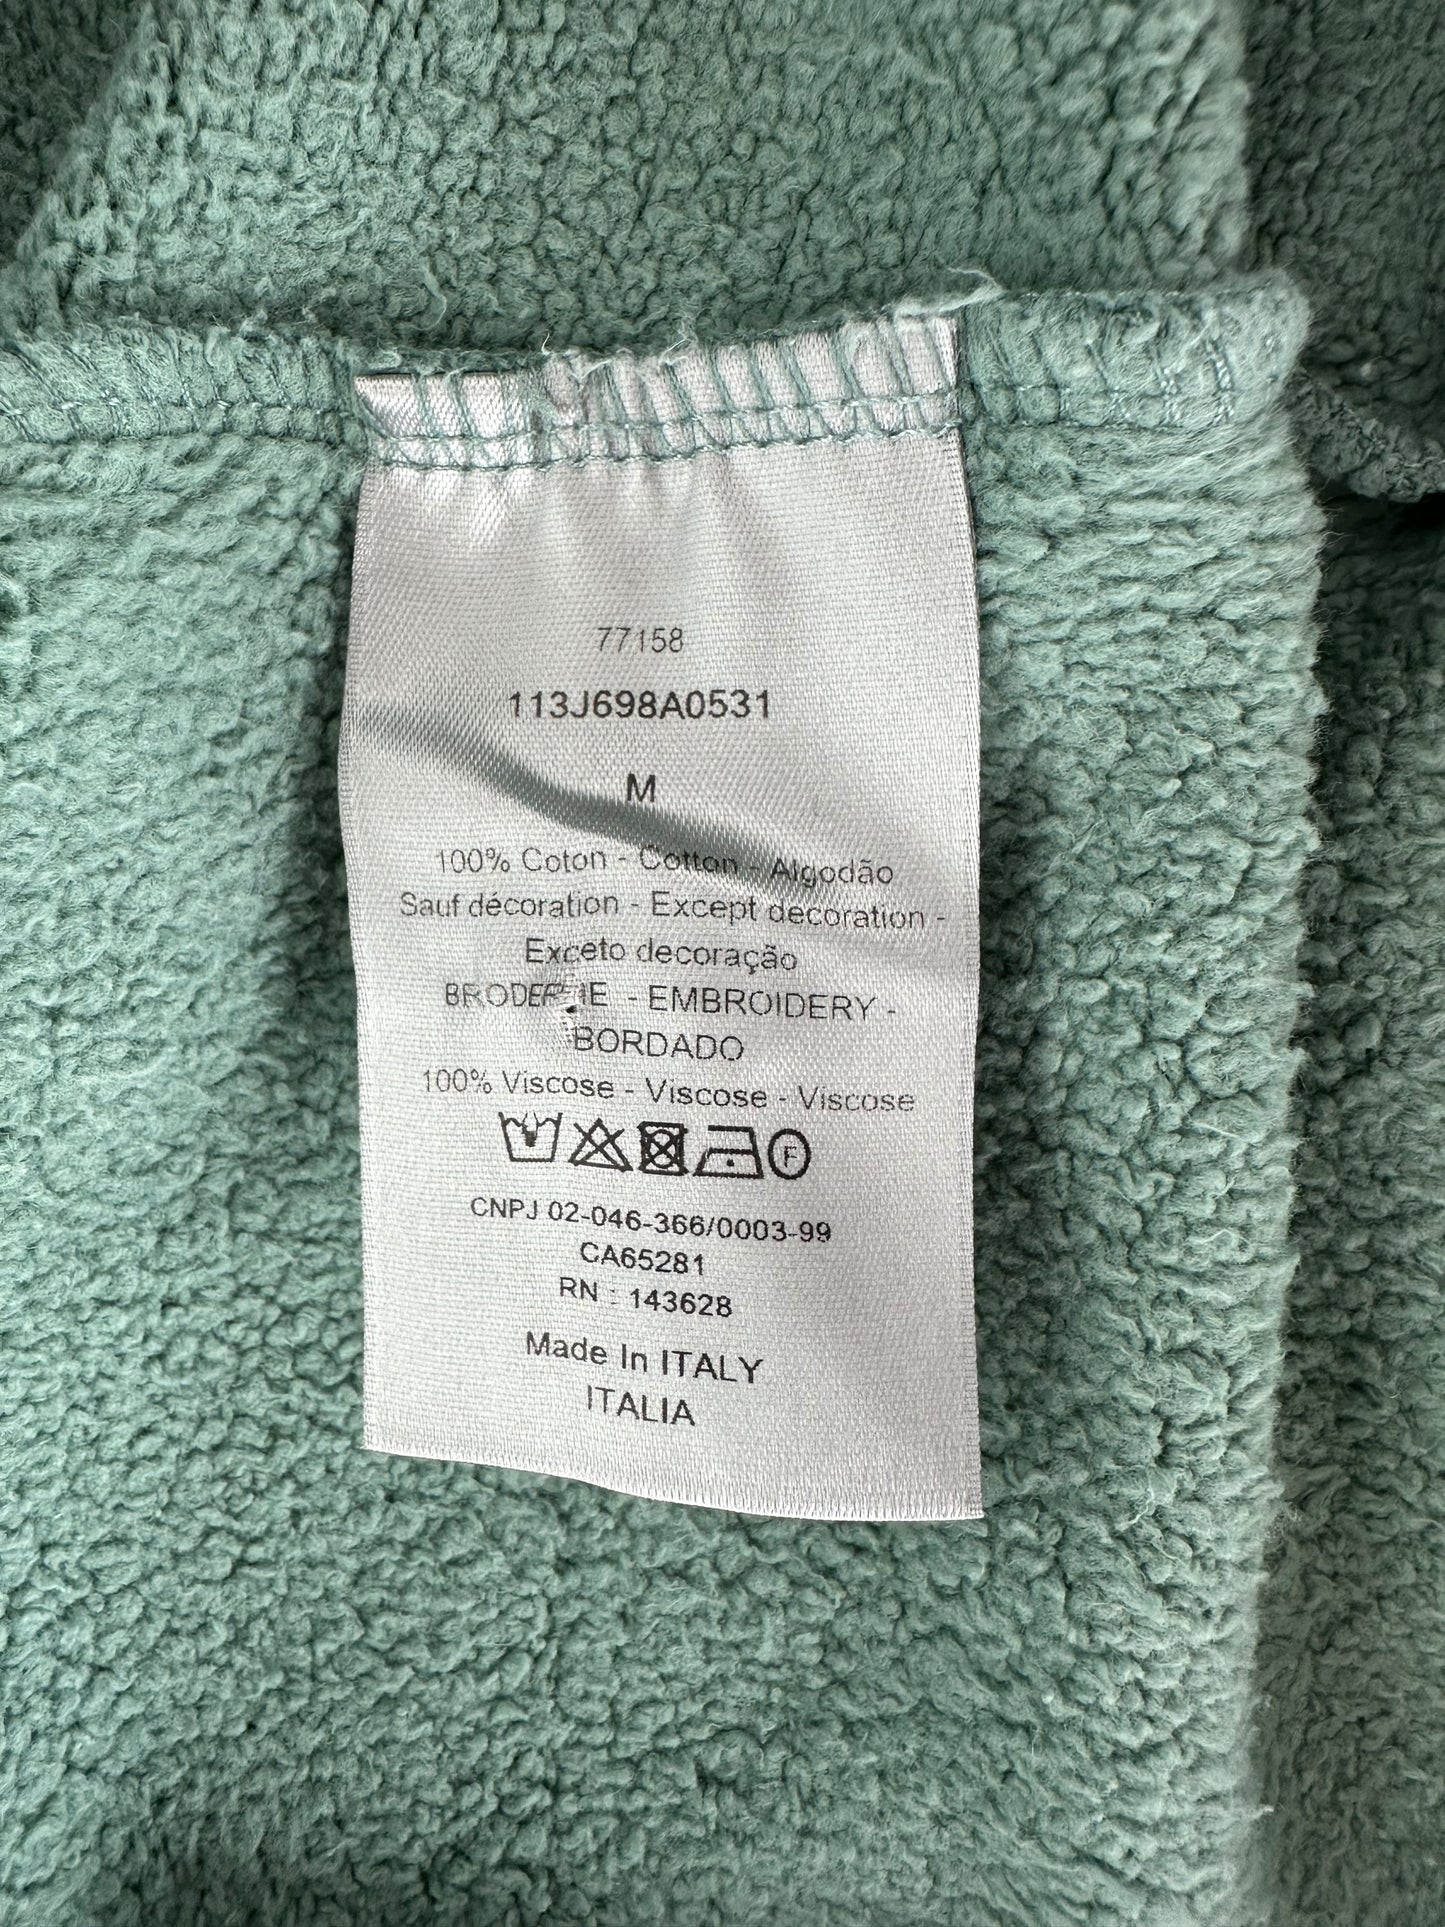 77158
113J698A0531
M
100% Coton - Cotton - Algodão
Sauf décoration - Except decoration -
Exceto decoração
BRODERIE - EMBROIDERY -
BORDADO
100% Viscose - Viscose - Viscose
F
CNPJ 02-046-366/0003-99
CA65281
RN : 143628
Made In ITALY
ITALIA